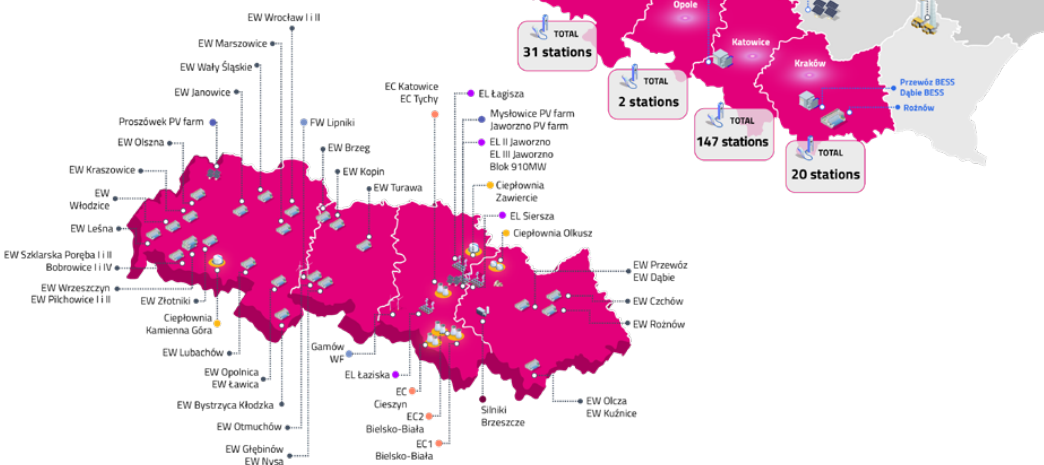 EW Wrocław I i II
EW Marszowice
EW Wały Śląskie
EW Janowice
Proszówek PV farm
EW Olszna
EW Kraszowice
EW
Włodzice
EW Leśna
EW Szklarska Poręba I i II
Bobrowice I i IV
EW Wrzeszczyn
EW Pilchowice I i II
EW Złotniki
Ciepłownia
Kamienna Góra
EW Lubachów
EW Opolnica
EW Ławica
EW Bystrzyca Kłodzka
EW Otmuchów
EW Głębinów
EW Nysa
FW Lipniki
EW Brzeg
EW Kopin
EW Turawa
EC Katowice
EC Tychy
EL Łagisza
Mysłowice PV farm
Jaworzno PV farm
EL II Jaworzno
EL III Jaworzno
Blok 910MW
Ciepłownia
Zawiercie
EL Siersza
Ciepłownia Olkusz
EW Przewóz
EW Dąbie
EW Czchów
EW Rożnów
EW Olcza
EW Kuźnice
Silniki
Brzeszcze
Gamów
WF
EL Łaziska
EC
Cieszyn
EC2
Bielsko-Biała
EC1
Bielsko-Biała
Opole
Katowice
Kraków
TOTAL
31 stations
TOTAL
2 stations
TOTAL
147 stations
TOTAL
20 stations
Przewóz BESS
Dąbie BESS
Rożnów